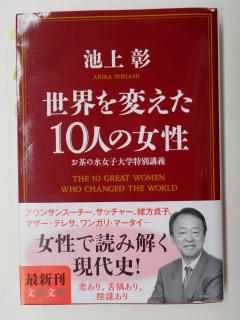 池上 彰
AKIRA IKEGAMI
世界を変えた
10人の女性
お茶の水女子大学特別講義
THE 10 GREAT WOMEN
WHO CHANGED THE WORLD
アウンサンスーチー、サッチャー、緒方貞子、
マザー・テレサ、ワンガリ・マータイ…
女性で読み解く
現代史!
最新刊
文春文庫
恋あり、舌禍あり、
陰謀あり